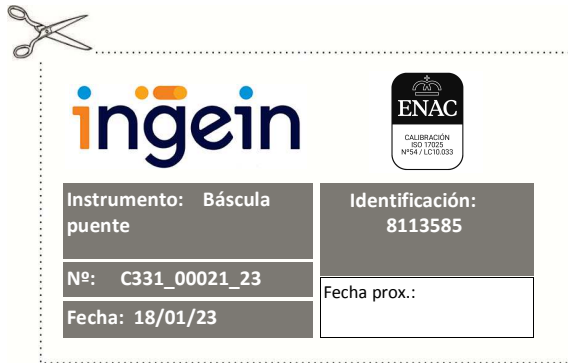 ingein
ENAC
CALIBRACIÓN
ISO 17025
Nº54 / LC10.033
Instrumento: Báscula
puente
Identificación:
8113585
Nº: C331_00021_23
Fecha prox.:
Fecha: 18/01/23